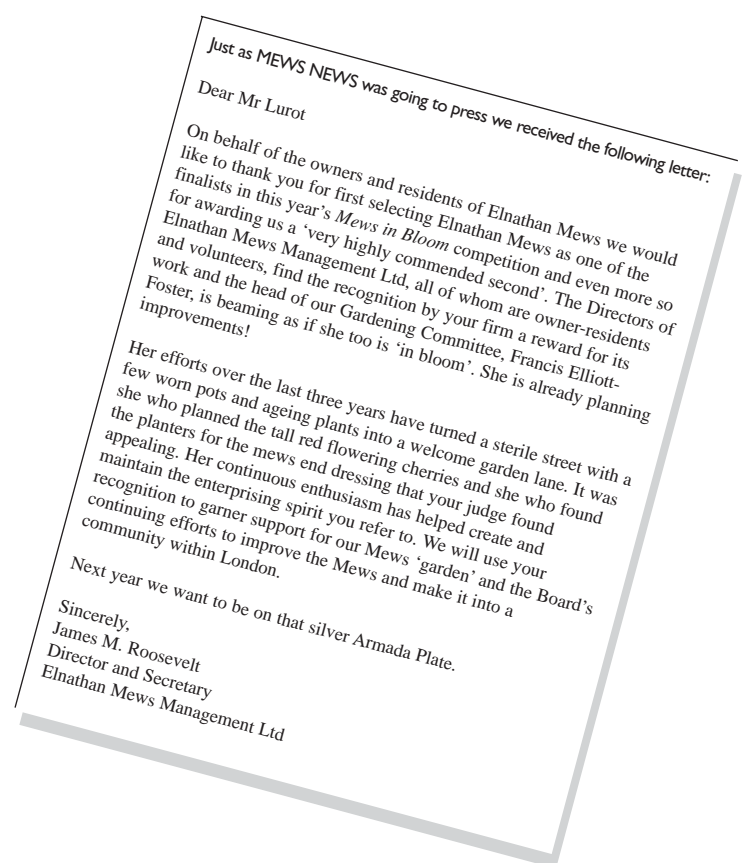 Just as MEWS NEWS was going to press we received the following letter:
Dear Mr Lurot
On behalf of the owners and residents of Elnathan Mews we would
like to thank you for first selecting Elnathan Mews as one of the
finalists in this year's Mews in Bloom competition and even more so
for awarding us a 'very highly commended second'. The Directors of
Elnathan Mews Management Ltd, all of whom are owner-residents
and volunteers, find the recognition by your firm a reward for its
work and the head of our Gardening Committee, Francis Elliott-
Foster, is beaming as if she too is 'in bloom'. She is already planning
improvements!
Her efforts over the last three years have turned a sterile street with a
few worn pots and ageing plants into a welcome garden lane. It was
she who planned the tall red flowering cherries and she who found
the planters for the mews end dressing that your judge found
appealing. Her continuous enthusiasm has helped create and
maintain the enterprising spirit you refer to. We will use your
recognition to garner support for our Mews 'garden' and the Board's
continuing efforts to improve the Mews and make it into a
community within London.
Next year we want to be on that silver Armada Plate.
Sincerely,
James M. Roosevelt
Director and Secretary
Elnathan Mews Management Ltd